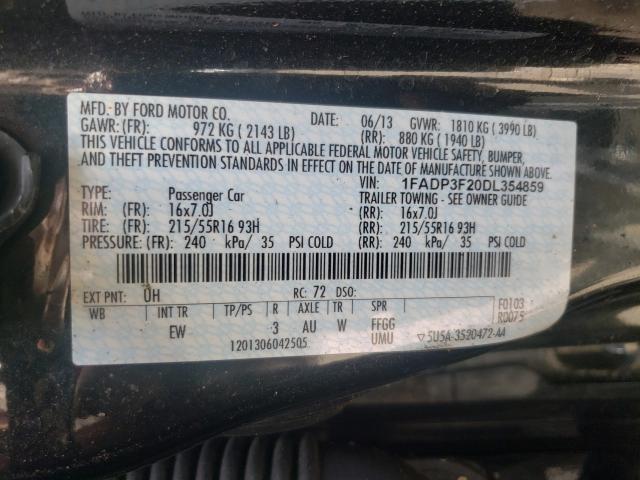 MFD. BY FORD MOTOR CO.
DATE: 06/13 GVWR: 1810 KG ( 3990 LB)
GAWR: (FR): 972 KG ( 2143 LB) (RR): 880 KG ( 1940 LB)
THIS VEHICLE CONFORMS TO ALL APPLICABLE FEDERAL MOTOR VEHICLE SAFETY, BUMPER,
AND THEFT PREVENTION STANDARDS IN EFFECT ON THE DATE OF MANUFACTURE SHOWN ABOVE.
VIN: 1FADP3F20DL354859
TYPE: Passenger Car TRAILER TOWING - SEE OWNER GUIDE
RIM: (FR): 16x7.0J (RR): 16x7.0J
TIRE: (FR): 215/55R16 93H (RR): 215/55R16 93H
PRESSURE: (FR): 240 kPa/ 35 PSI COLD (RR): 240 kPa/ 35 PSI COLD
EXT PNT: UH RC: 72 DSO:
WB INT TR TP/PS R AXLE TR SPR
EW 3 AU W FFGG
UMU
F0103
R0075
1201306042505
▽5U5A-3520472-AA